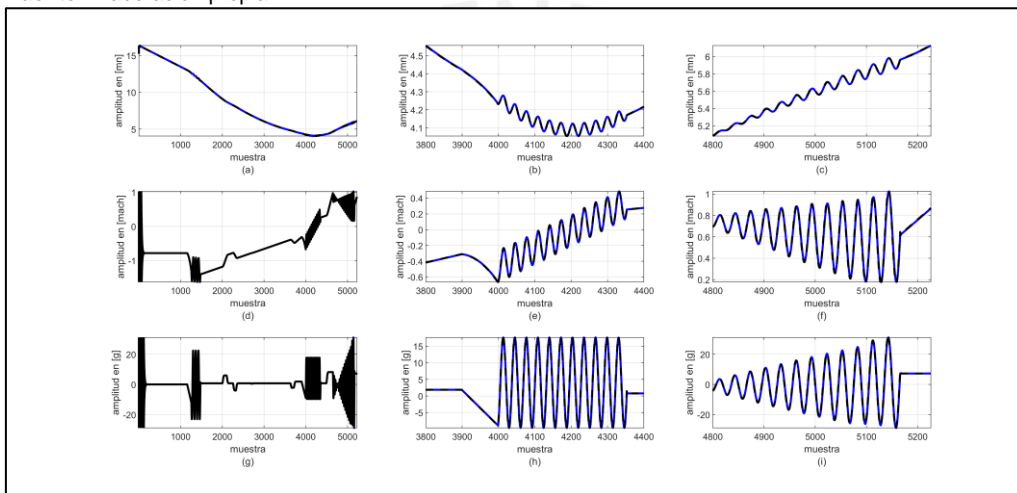 15
10
5
1000 2000 3000 4000 5000
amplitud en [mn]
muestra
(a)
4.5
4.4
4.3
4.2
4.1
3800 3900 4000 4100 4200 4300 4400
amplitud en [mn]
muestra
(b)
6
5.8
5.6
5.4
5.2
4800 4900 5000 5100 5200
amplitud en [mn]
muestra
(c)
1
0
-1
1000 2000 3000 4000 5000
amplitud en [mach]
muestra
(d)
0.4
0.2
0
-0.2
-0.4
-0.6
3800 3900 4000 4100 4200 4300 4400
amplitud en [mach]
muestra
(e)
1
0.8
0.6
0.4
0.2
4800 4900 5000 5100 5200
amplitud en [mach]
muestra
(f)
20
0
-20
1000 2000 3000 4000 5000
amplitud en [g]
muestra
(g)
15
10
5
0
-5
3800 3900 4000 4100 4200 4300 4400
amplitud en [g]
muestra
(h)
20
0
-20
4800 4900 5000 5100 5200
amplitud en [g]
muestra
(i)